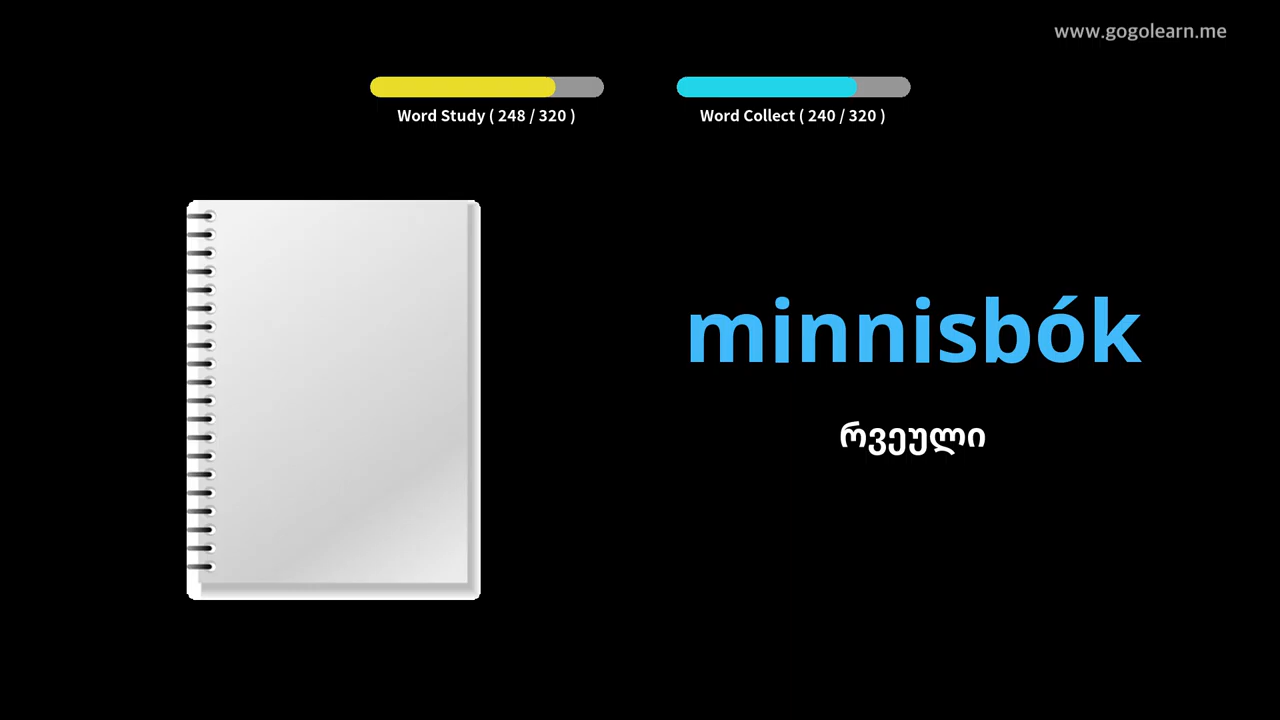 www.gogolearn.me
Word Study ( 248 / 320 )
Word Collect ( 240 / 320 )
minnisbók
რვეული